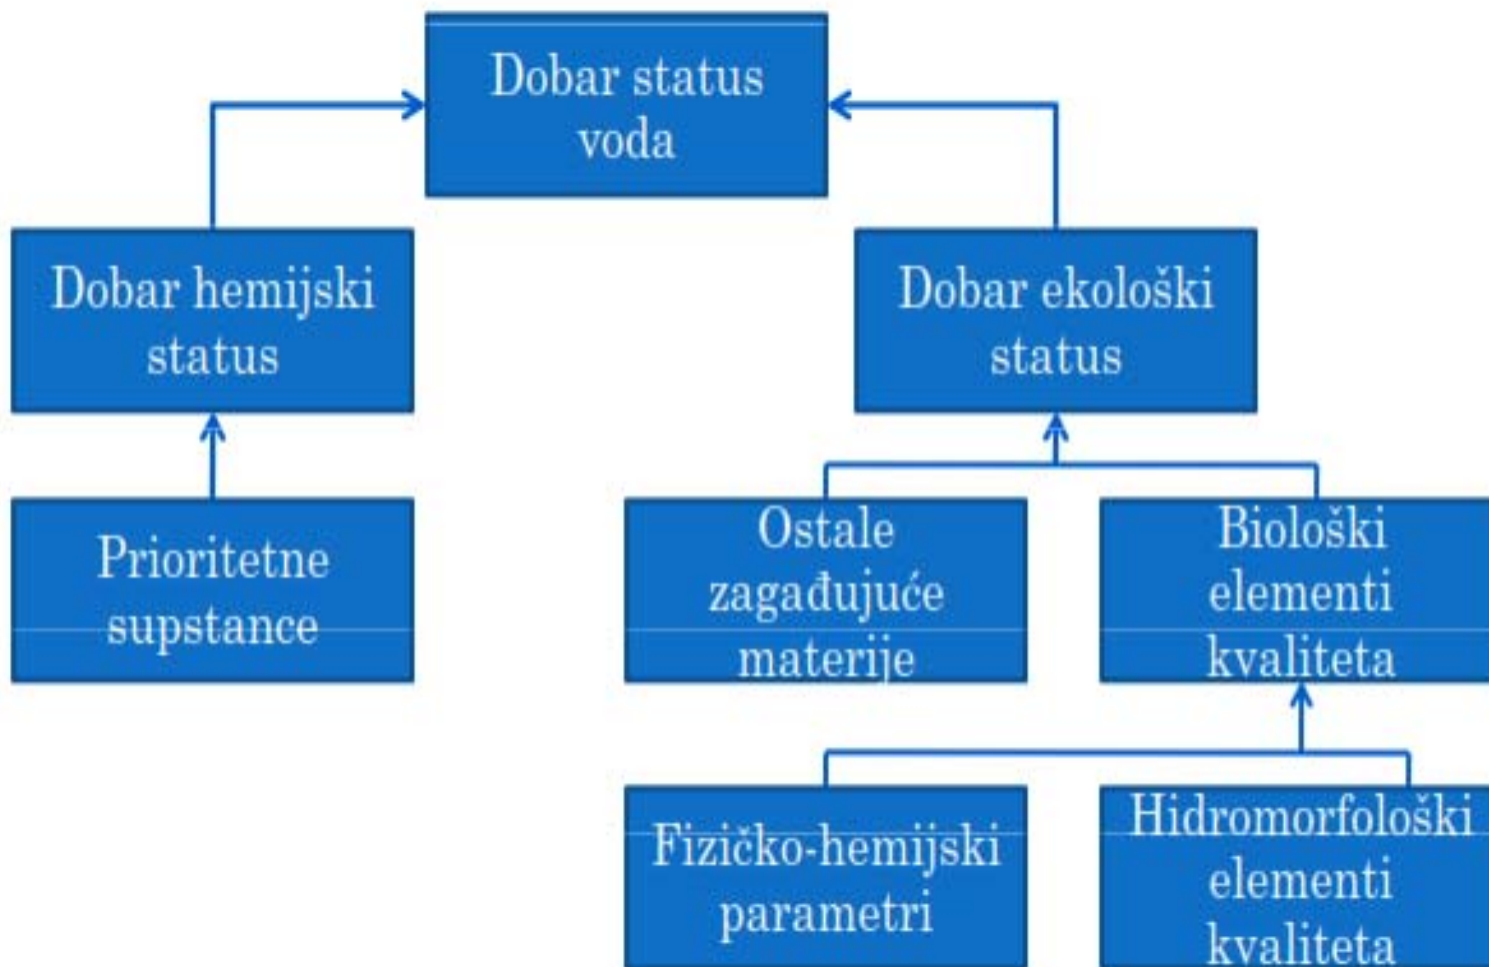 Dobar status
voda
Dobar hemijski
status
Dobar ekološki
status
Prioritetne
supstance
Ostale
zagađujuće
materije
Biološki
elementi
kvaliteta
Fizičko-hemijski
parametri
Hidromorfološki
elementi
kvaliteta